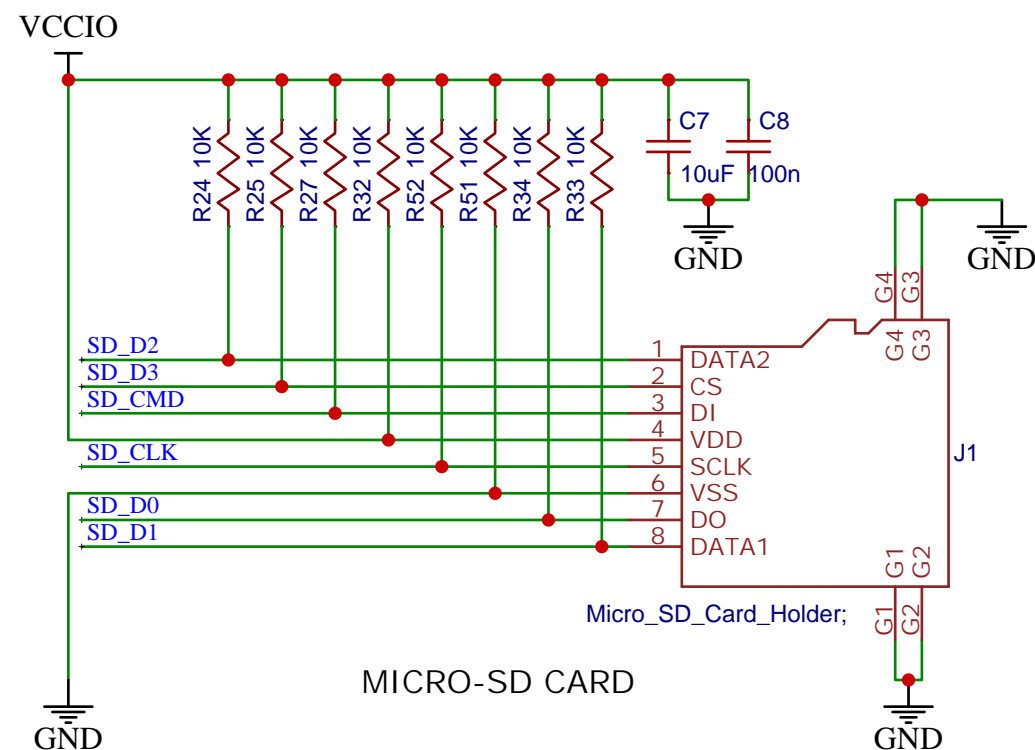 VCCIO
R24 10K
R25 10K
R27 10K
R32 10K
R52 10K
R51 10K
R34 10K
R33 10K
C7
10uF
C8
100n
GND
GND
G4
G3
G4
G3
SD_D2
1
DATA2
SD_D3
2
CS
SD_CMD
3
DI
4
VDD
SD_CLK
5
SCLK
J1
6
VSS
SD_D0
7
DO
SD_D1
8
DATA1
G1
G2
Micro_SD_Card_Holder;
G1
G2
MICRO-SD CARD
GND
GND